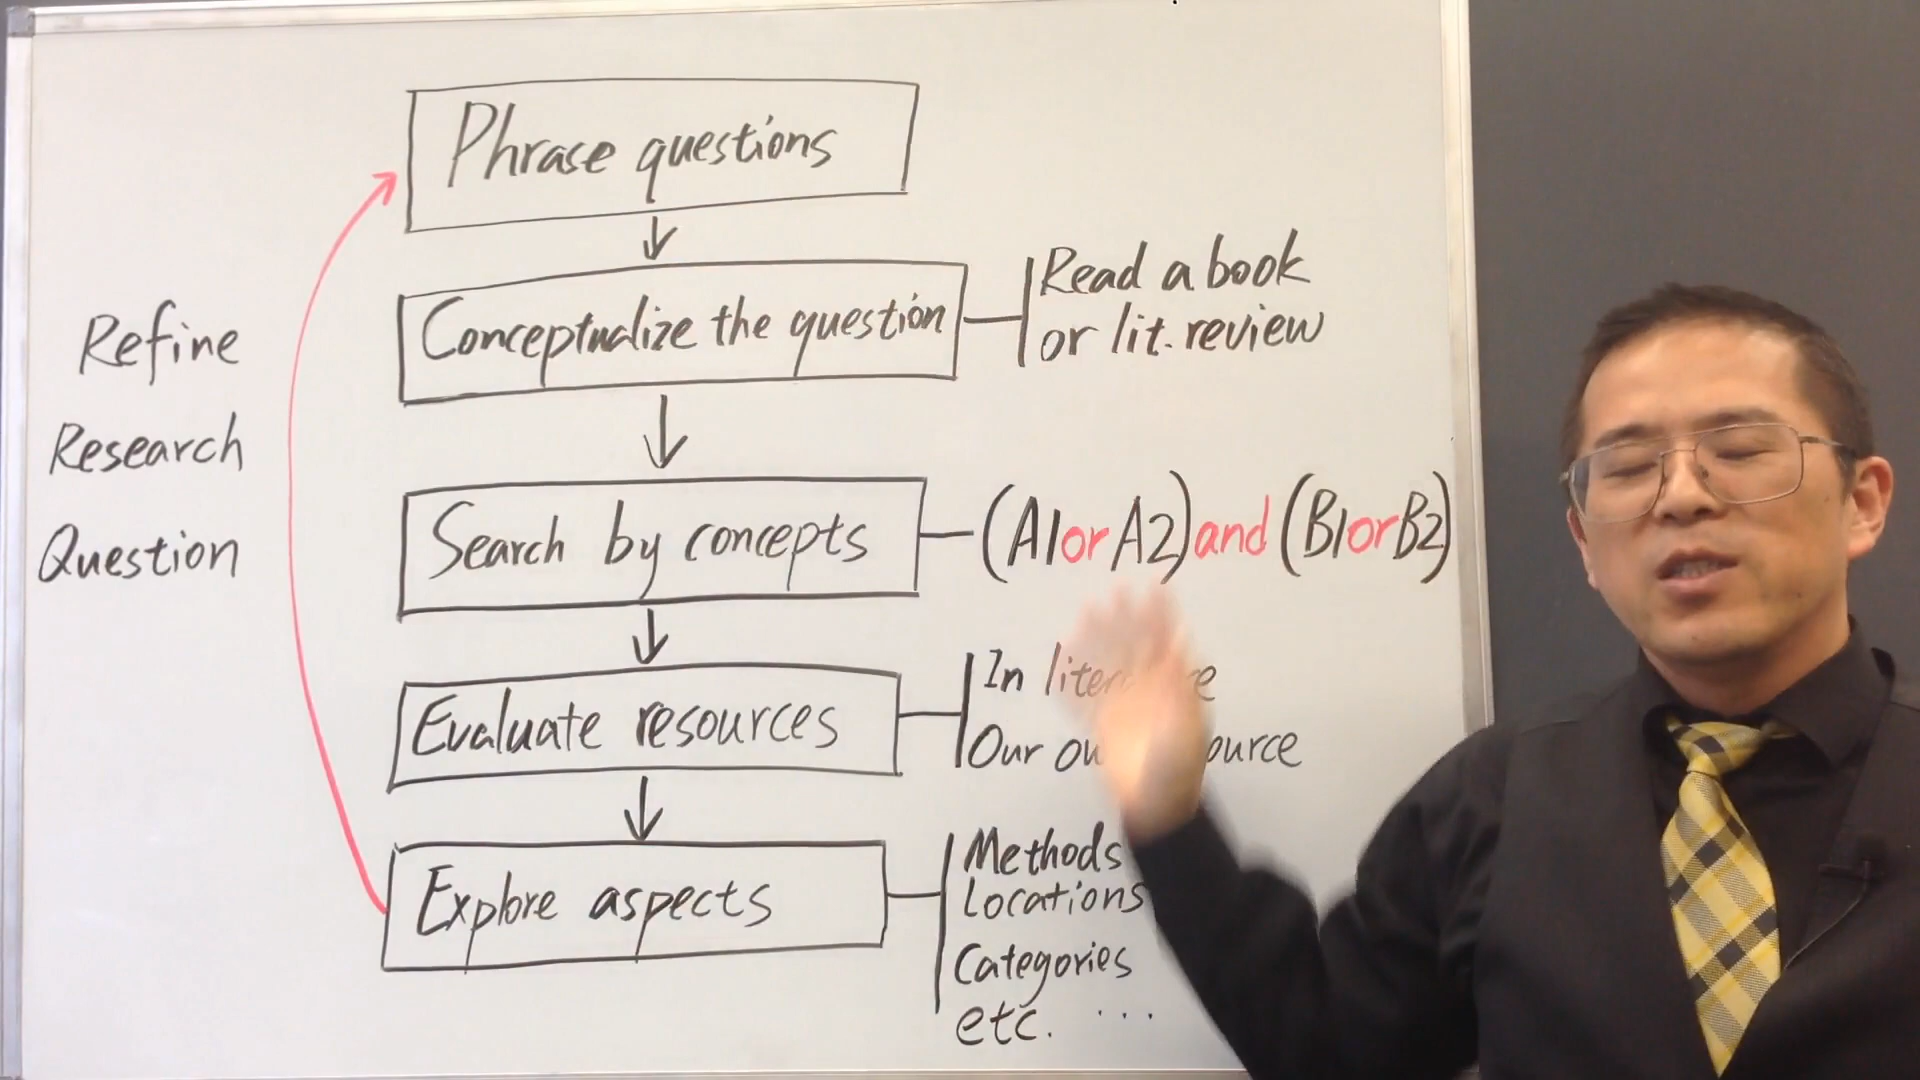 Phrase questions
Conceptualize the question
Read a book
or lit. review
Search by concepts
(A1 or A2) and (B1 or B2)
Evaluate resources
In
Our
Explore aspects
Methods
Locations
Categories
etc. ...
Refine
Research
Question